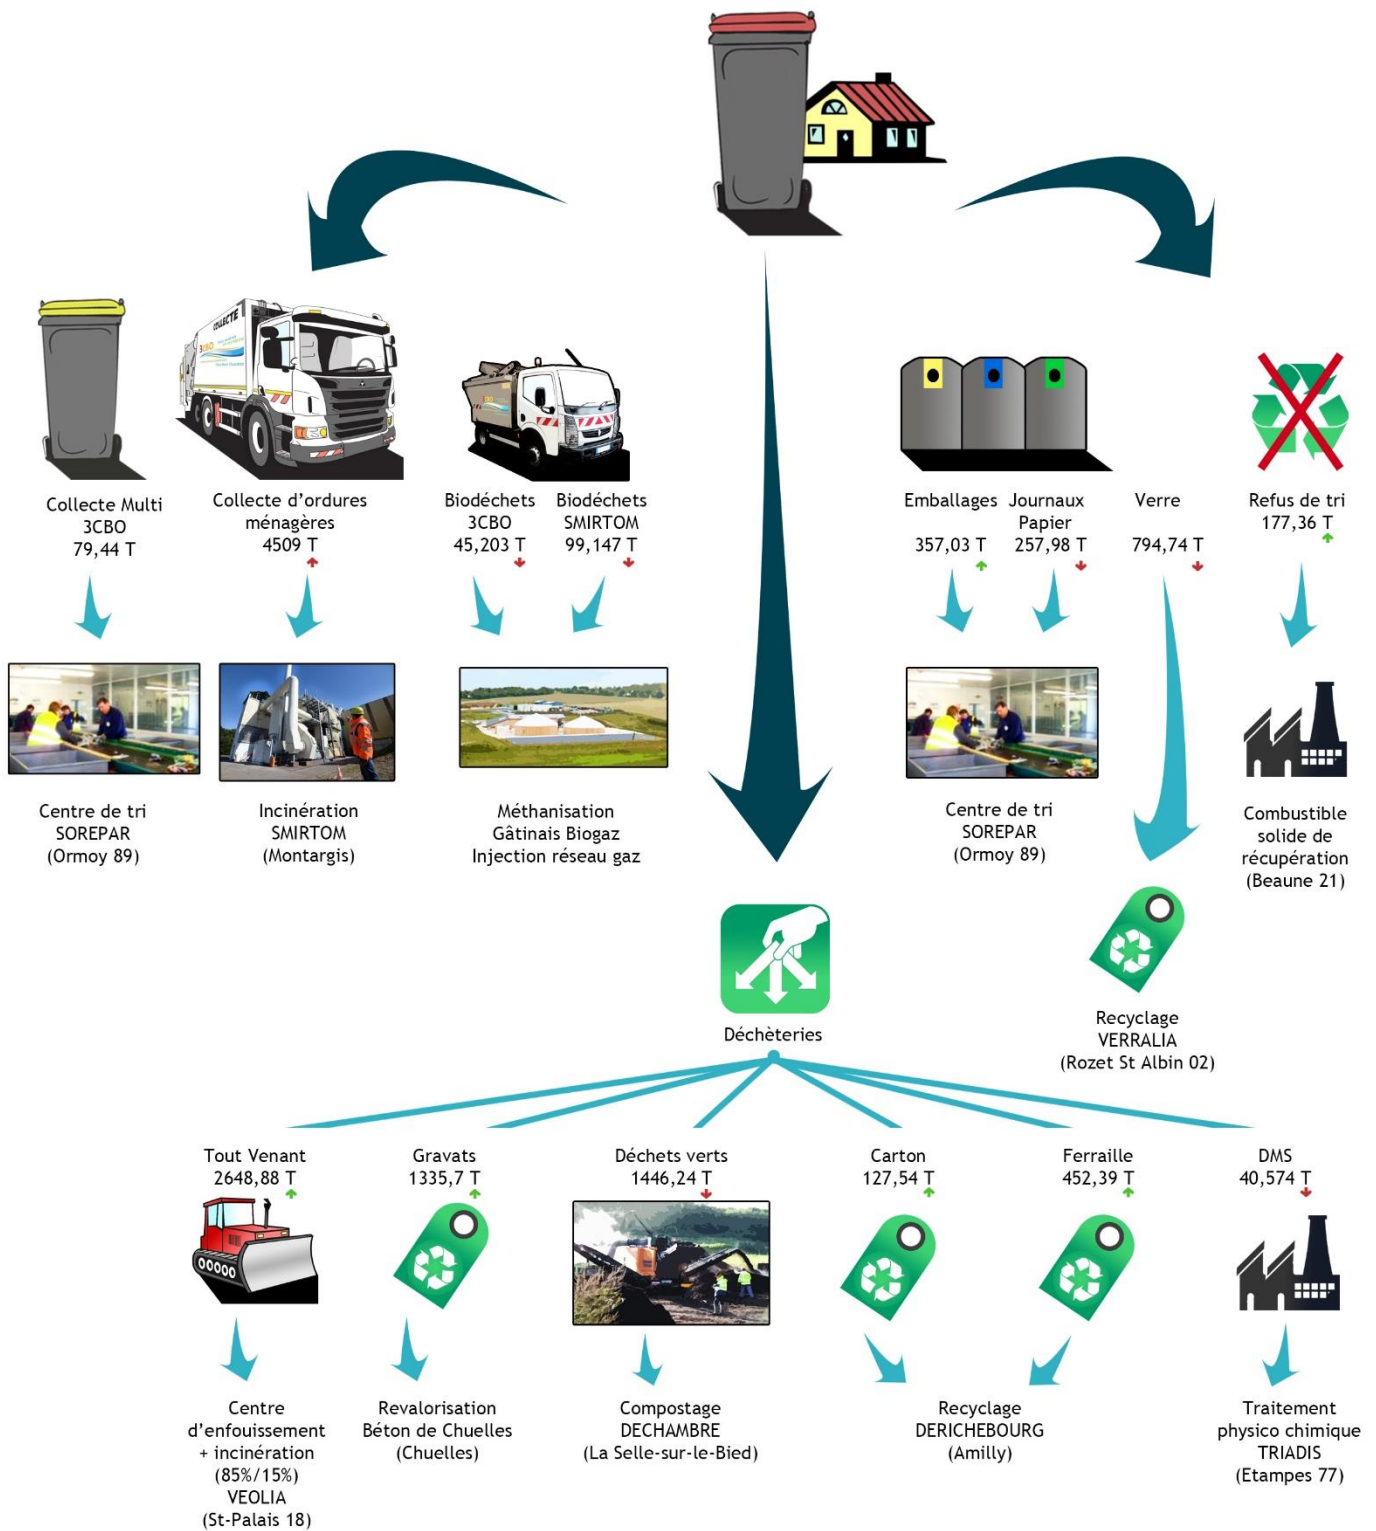 COLLECTE
3CBO
Collecte Multi
3CBO
79,44 T
Collecte d'ordures
ménagères
4509 T
Biodéchets
3CBO
45,203 T
Biodéchets
SMIRTOM
99,147 T
Emballages
357,03 T
Journaux
Papier
257,98 T
Verre
794,74 T
Refus de tri
177,36 T
Centre de tri
SOREPAR
(Ormoy 89)
Incinération
SMIRTOM
(Montargis)
Méthanisation
Gâtinais Biogaz
Injection réseau gaz
Centre de tri
SOREPAR
(Ormoy 89)
Combustible
solide de
récupération
(Beaune 21)
Recyclage
VERRALIA
(Rozet St Albin 02)
Déchèteries
Tout Venant
2648,88 T
Gravats
1335,7 T
Déchets verts
1446,24 T
Carton
127,54 T
Ferraille
452,39 T
DMS
40,574 T
Centre
d'enfouissement
+ incinération
(85%/15%)
VEOLIA
(St-Palais 18)
Revalorisation
Béton de Chuelles
(Chuelles)
Compostage
DECHAMBRE
(La Selle-sur-le-Bied)
Recyclage
DERICHEBOURG
(Amilly)
Traitement
physico chimique
TRIADIS
(Etampes 77)